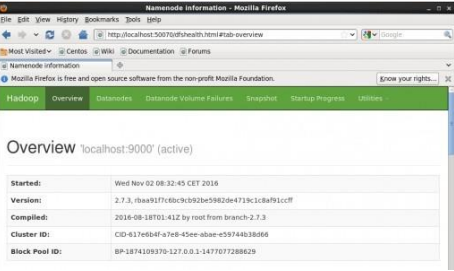 Namenode information - Mozilla Firefox
File Edit View History Bookmarks Tools Help
http://localhost:50070/dfshealth.html#tab-overview
Google
Most Visited Centos Wiki Documentation Forums
Namenode information
Mozilla Firefox is free and open source software from the non-profit Mozilla Foundation. Know your rights...
Hadoop Overview Datanodes Datanode Volume Failures Snapshot Startup Progress Utilities
Overview 'localhost:9000' (active)
Started: Wed Nov 02 08:32:45 CET 2016
Version: 2.7.3, rbaa91f7c6bc9cb92be5982de4719c1c8af91ccff
Compiled: 2016-08-18T01:41Z by root from branch-2.7.3
Cluster ID: CID-617e6b4f-a7e8-45ee-abae-e59744b38d66
Block Pool ID: BP-1874109370-127.0.0.1-1477077288629